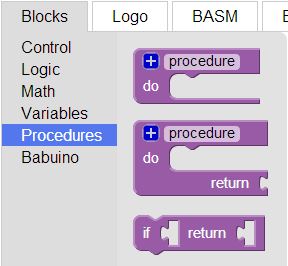 Blocks Logo BASM
Control
Logic
Math
Variables
Procedures
Babuino
procedure
do
procedure
do
return
if return